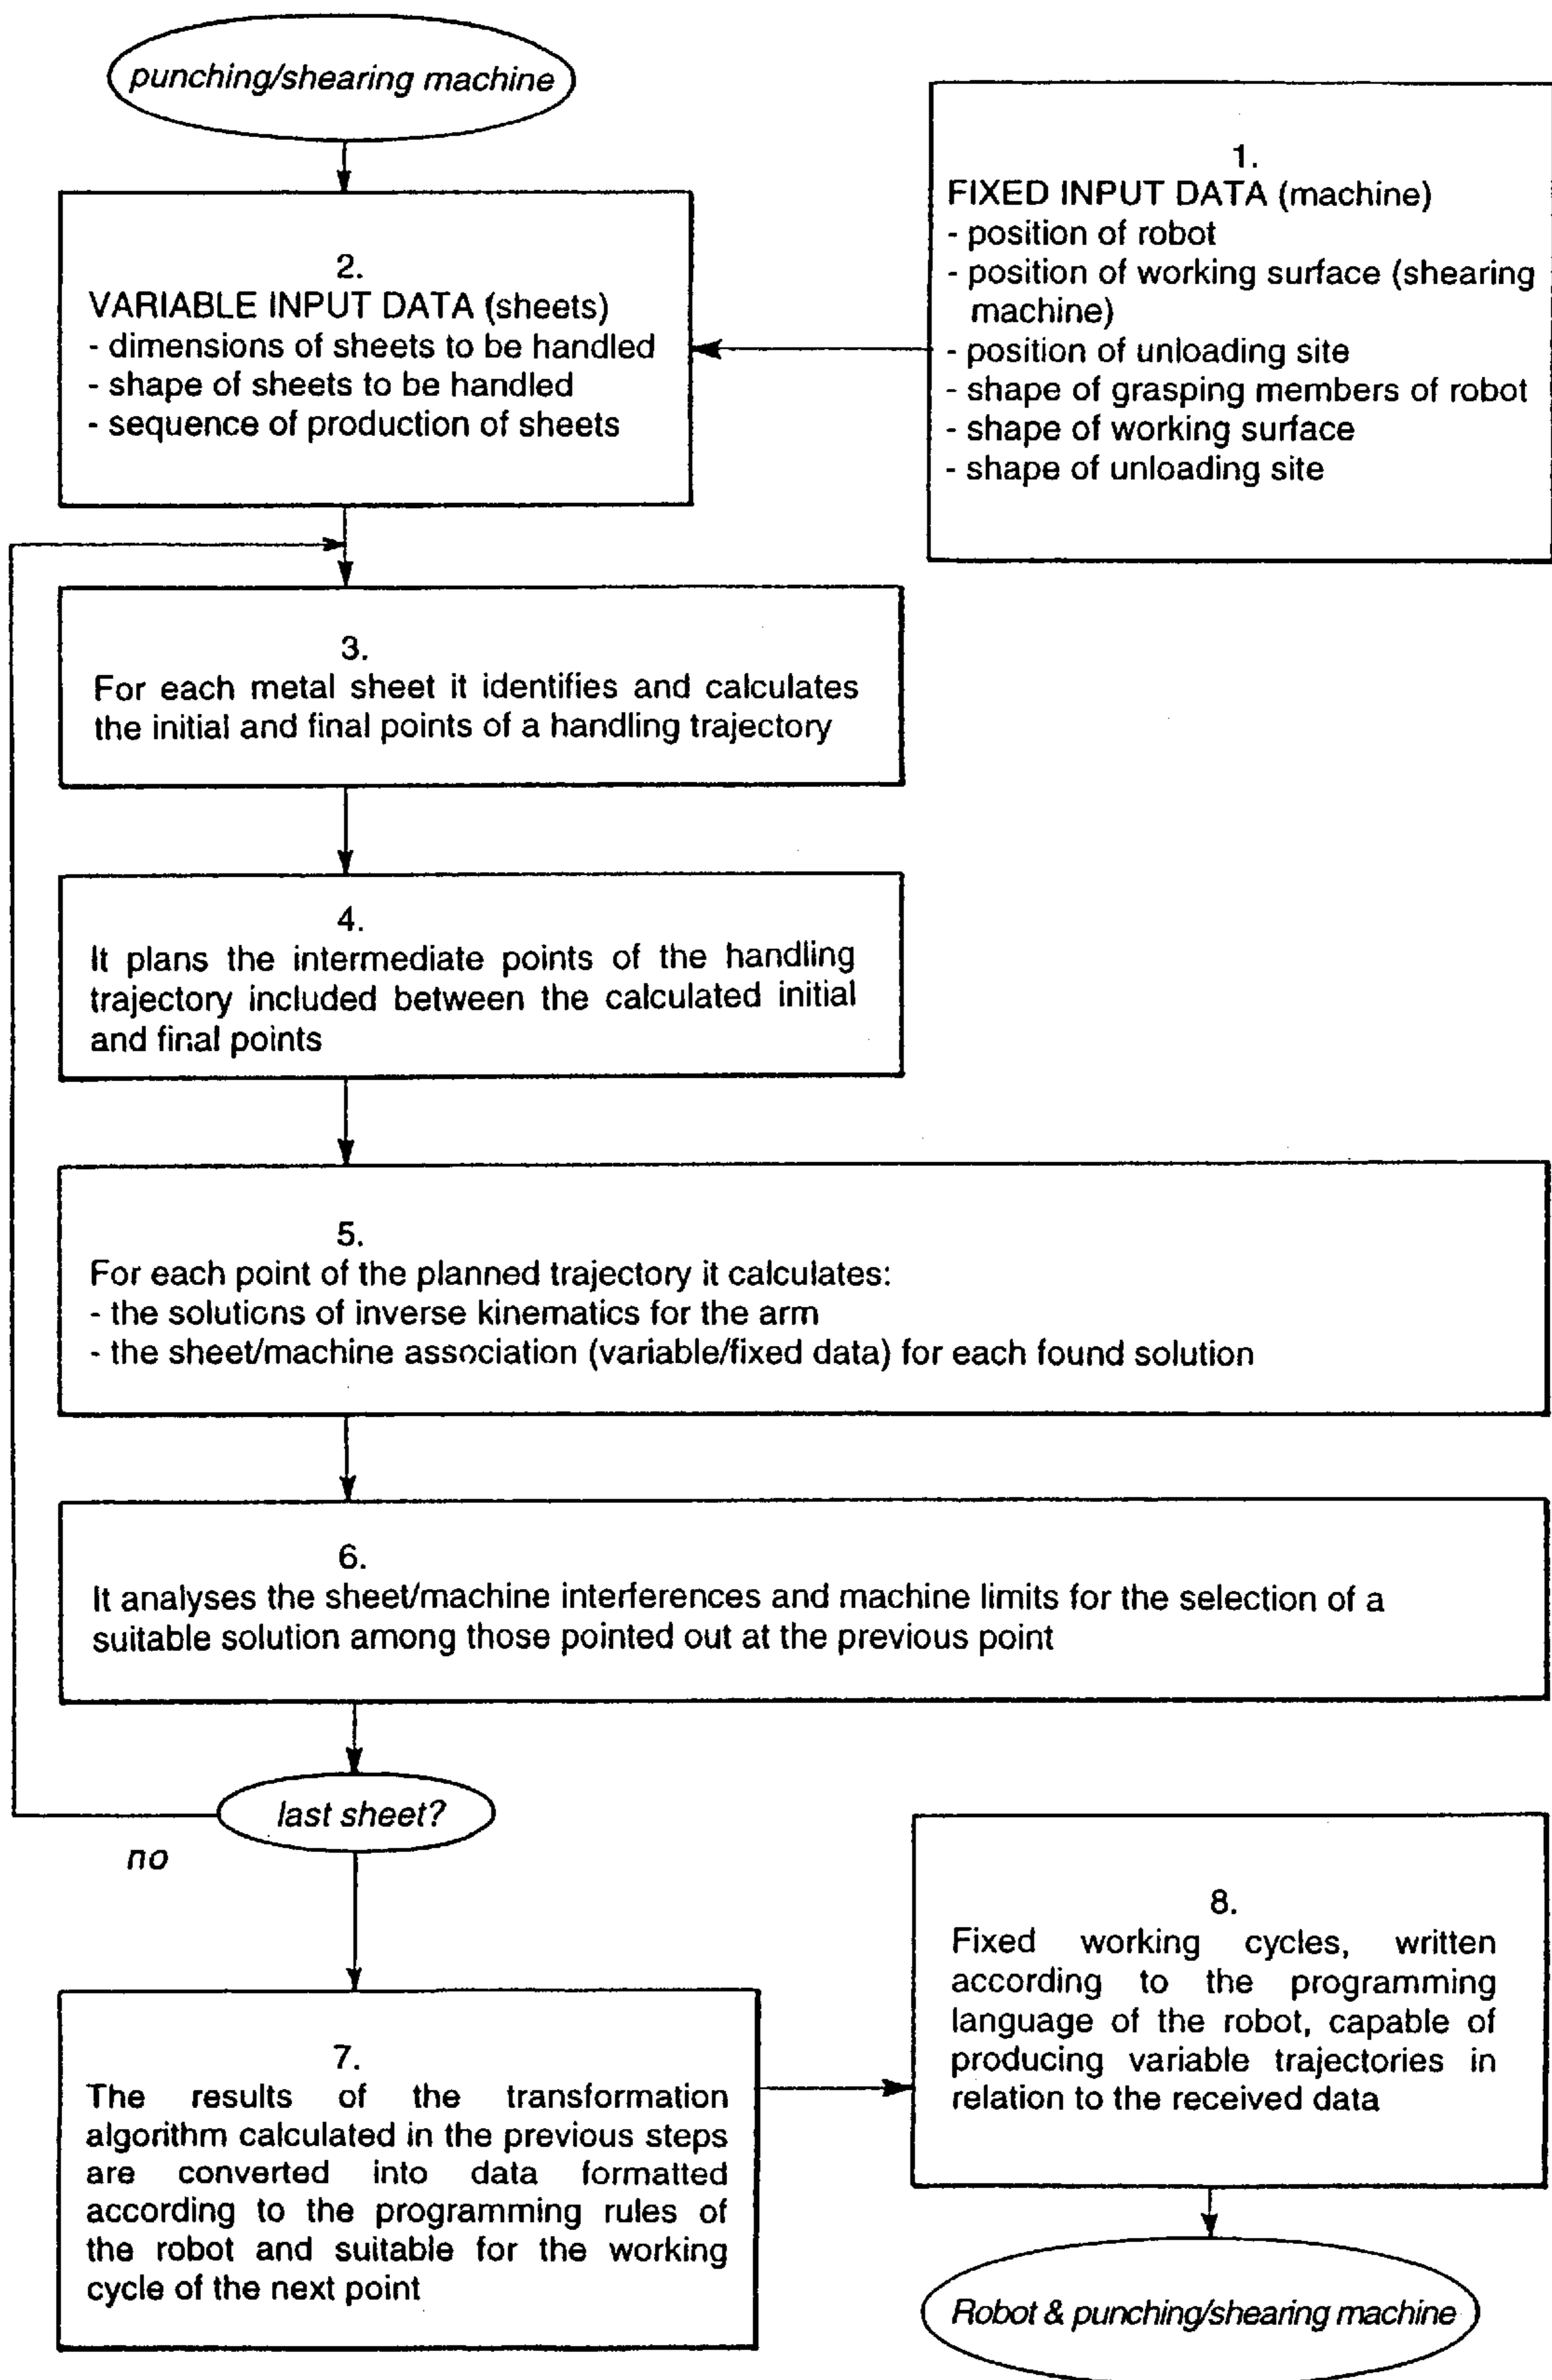 punching/shearing machine
1.
FIXED INPUT DATA (machine)
- position of robot
- position of working surface (shearing
machine)
- position of unloading site
- shape of grasping members of robot
- shape of working surface
- shape of unloading site
2.
VARIABLE INPUT DATA (sheets)
- dimensions of sheets to be handled
- shape of sheets to be handled
- sequence of production of sheets
3.
For each metal sheet it identifies and calculates
the initial and final points of a handling trajectory
4.
It plans the intermediate points of the handling
trajectory included between the calculated initial
and final points
5.
For each point of the planned trajectory it calculates:
- the solutions of inverse kinematics for the arm
- the sheet/machine association (variable/fixed data) for each found solution
6.
It analyses the sheet/machine interferences and machine limits for the selection of a
suitable solution among those pointed out at the previous point
last sheet?
no
7.
The results of the transformation
algorithm calculated in the previous steps
are converted into data formatted
according to the programming rules of
the robot and suitable for the working
cycle of the next point
8.
Fixed working cycles, written
according to the programming
language of the robot, capable of
producing variable trajectories in
relation to the received data
Robot & punching/shearing machine